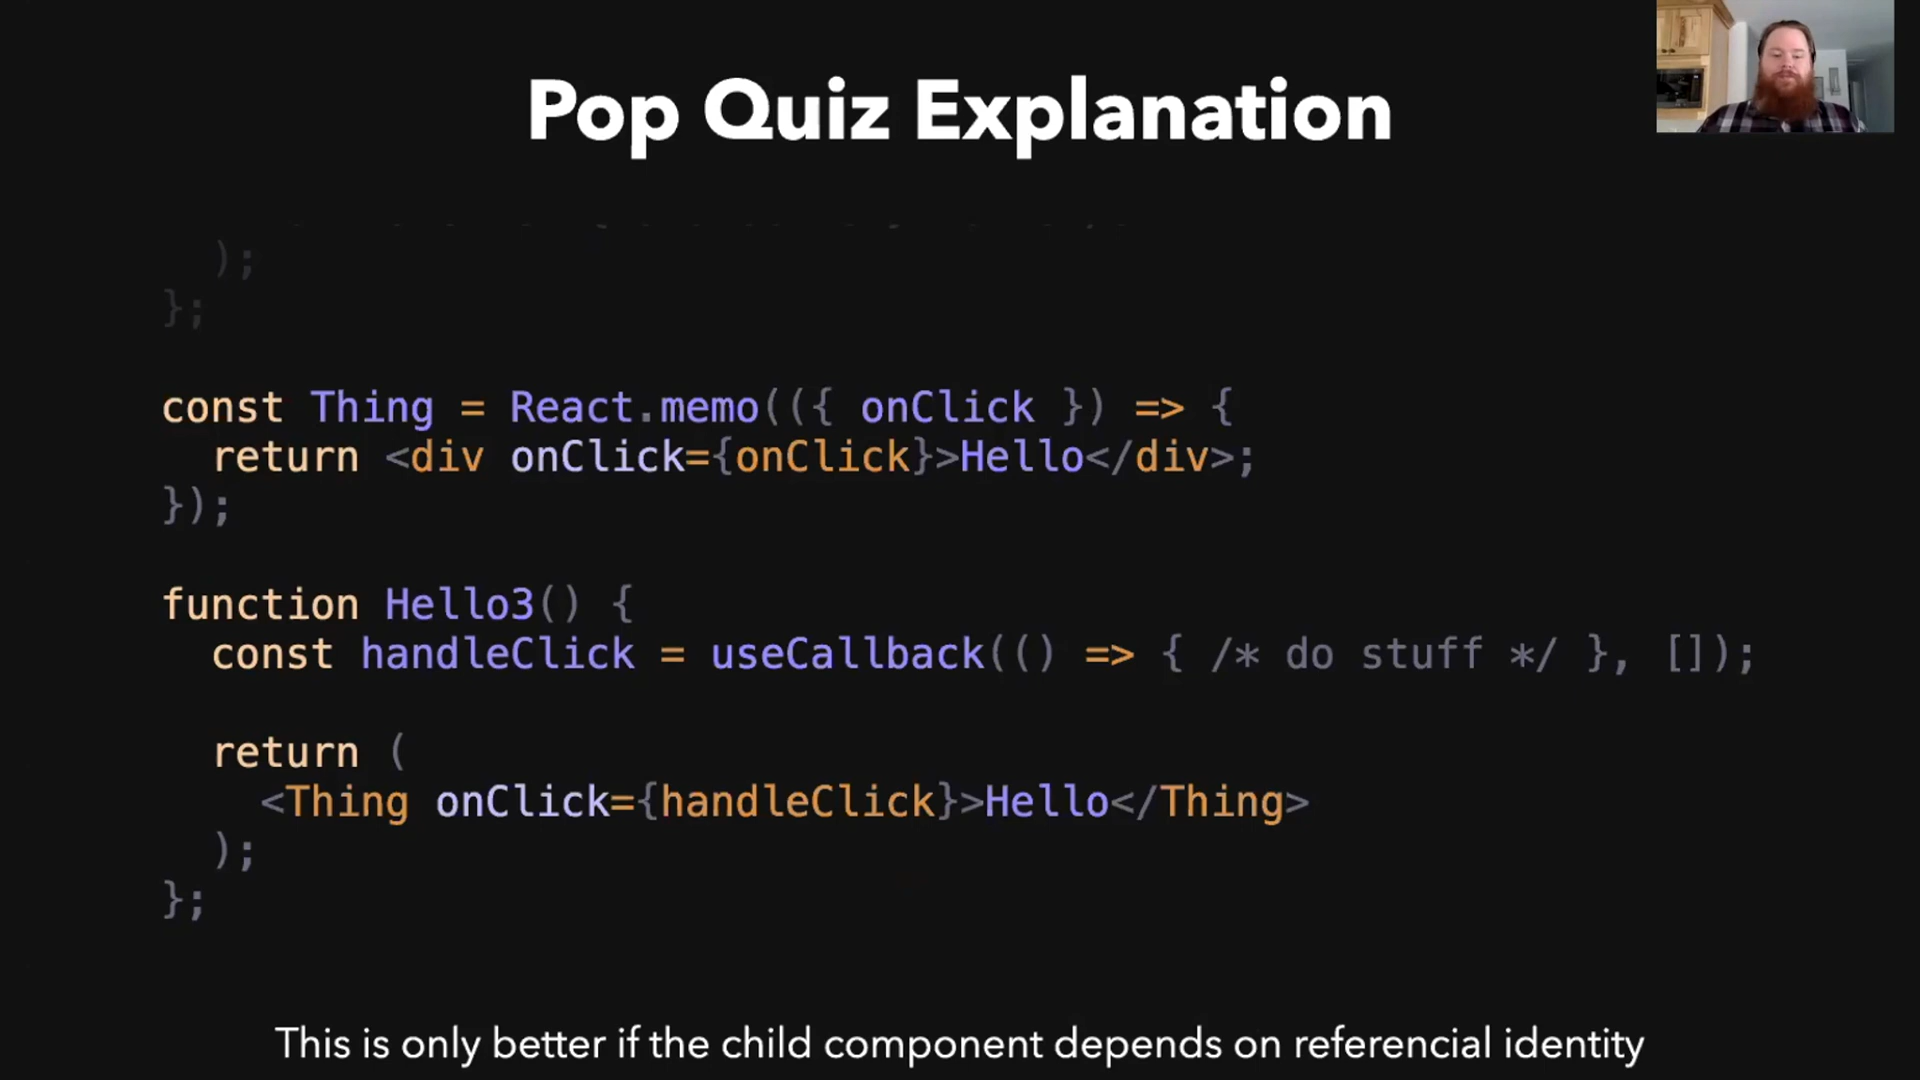 Pop Quiz Explanation
);
};
const Thing = React.memo(({ onClick }) => {
return <div onClick={onClick}>Hello</div>;
});
function Hello3() {
const handleClick = useCallback(() => { /* do stuff */ }, []);
return (
<Thing onClick={handleClick}>Hello</Thing>
);
};
This is only better if the child component depends on referencial identity